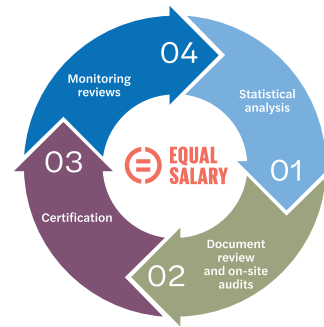 04
Monitoring
reviews
Statistical
analysis
01
EQUAL
SALARY
03
Certification
Document
review
and on-site
audits
02